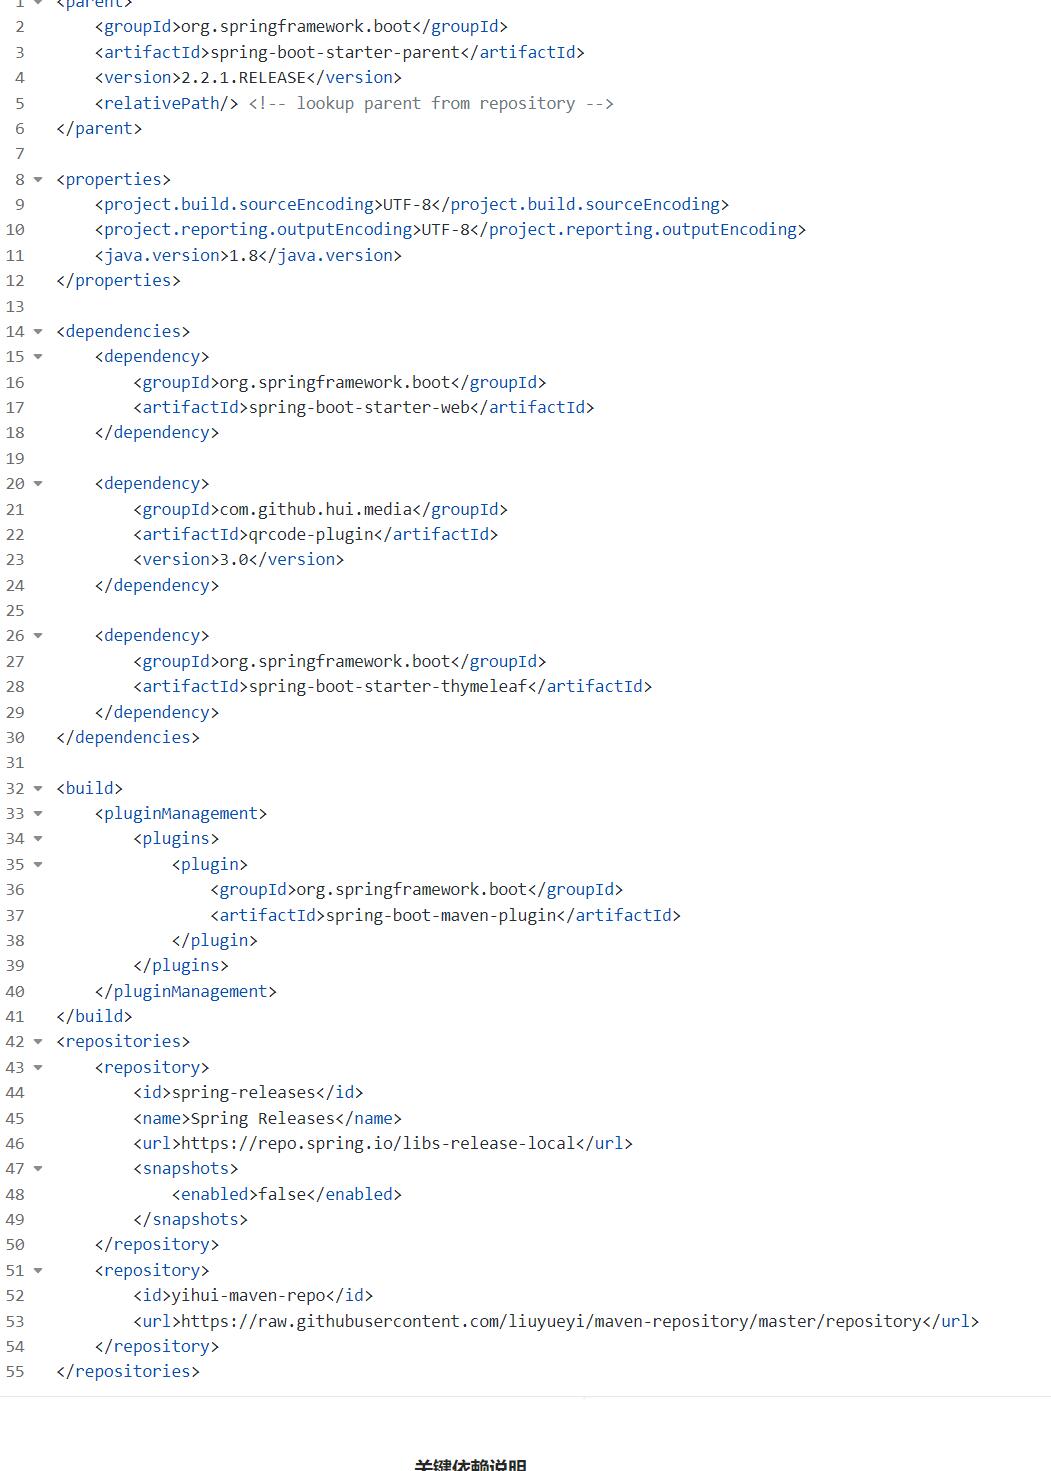 1 <parent>
2 <groupId>org.springframework.boot</groupId>
3 <artifactId>spring-boot-starter-parent</artifactId>
4 <version>2.2.1.RELEASE</version>
5 <relativePath/> <!-- lookup parent from repository -->
6 </parent>
7
8 <properties>
9 <project.build.sourceEncoding>UTF-8</project.build.sourceEncoding>
10 <project.reporting.outputEncoding>UTF-8</project.reporting.outputEncoding>
11 <java.version>1.8</java.version>
12 </properties>
13
14 <dependencies>
15 <dependency>
16 <groupId>org.springframework.boot</groupId>
17 <artifactId>spring-boot-starter-web</artifactId>
18 </dependency>
19
20 <dependency>
21 <groupId>com.github.hui.media</groupId>
22 <artifactId>qrcode-plugin</artifactId>
23 <version>3.0</version>
24 </dependency>
25
26 <dependency>
27 <groupId>org.springframework.boot</groupId>
28 <artifactId>spring-boot-starter-thymeleaf</artifactId>
29 </dependency>
30 </dependencies>
31
32 <build>
33 <pluginManagement>
34 <plugins>
35 <plugin>
36 <groupId>org.springframework.boot</groupId>
37 <artifactId>spring-boot-maven-plugin</artifactId>
38 </plugin>
39 </plugins>
40 </pluginManagement>
41 </build>
42 <repositories>
43 <repository>
44 <id>spring-releases</id>
45 <name>Spring Releases</name>
46 <url>https://repo.spring.io/libs-release-local</url>
47 <snapshots>
48 <enabled>false</enabled>
49 </snapshots>
50 </repository>
51 <repository>
52 <id>yihui-maven-repo</id>
53 <url>https://raw.githubusercontent.com/liuyueyi/maven-repository/master/repository</url>
54 </repository>
55 </repositories>
关键依赖说明